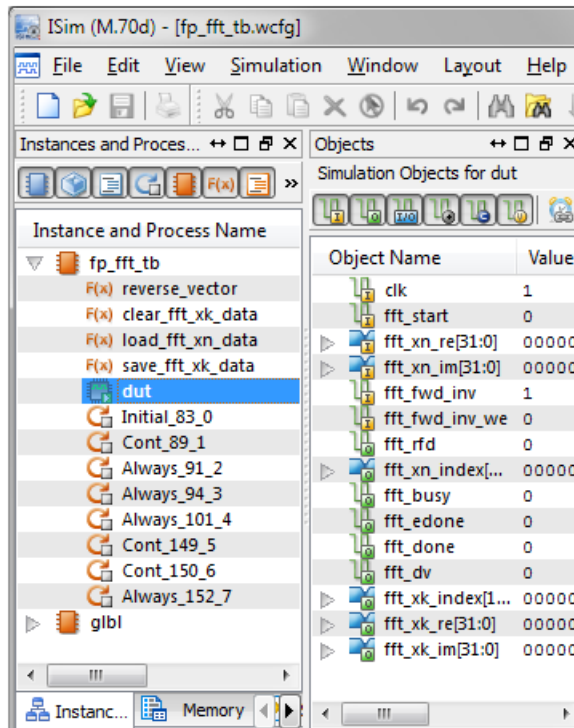 ISim (M.70d) - [fp_fft_tb.wcfg]
File Edit View Simulation Window Layout Help
Instances and Proces...
F(x)
»
Instance and Process Name
fp_fft_tb
F(x) reverse_vector
F(x) clear_fft_xk_data
F(x) load_fft_xn_data
F(x) save_fft_xk_data
dut
Initial_83_0
Cont_89_1
Always_91_2
Always_94_3
Always_101_4
Cont_149_5
Cont_150_6
Always_152_7
glbl
Instanc... Memory
Objects
Simulation Objects for dut
Object Name Value
clk 1
fft_start 0
fft_xn_re[31:0] 00000
fft_xn_im[31:0] 00000
fft_fwd_inv 1
fft_fwd_inv_we 0
fft_rfd 0
fft_xn_index[... 00000
fft_busy 0
fft_edone 0
fft_done 0
fft_dv 0
fft_xk_index[1... 00000
fft_xk_re[31:0] 00000
fft_xk_im[31:0] 00000